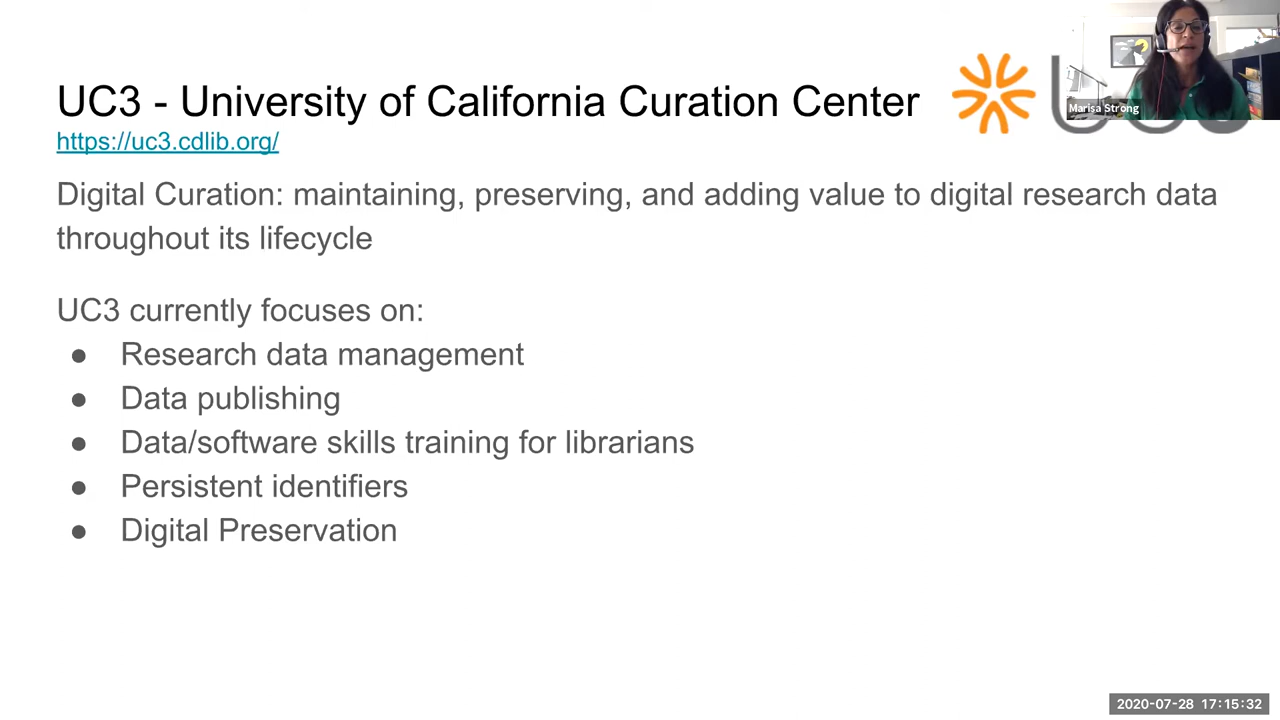 UC3 - University of California Curation Center
https://uc3.cdlib.org/
Marisa Strong
Digital Curation: maintaining, preserving, and adding value to digital research data
throughout its lifecycle
UC3 currently focuses on:
● Research data management
● Data publishing
● Data/software skills training for librarians
● Persistent identifiers
● Digital Preservation
2020-07-28 17:15:32